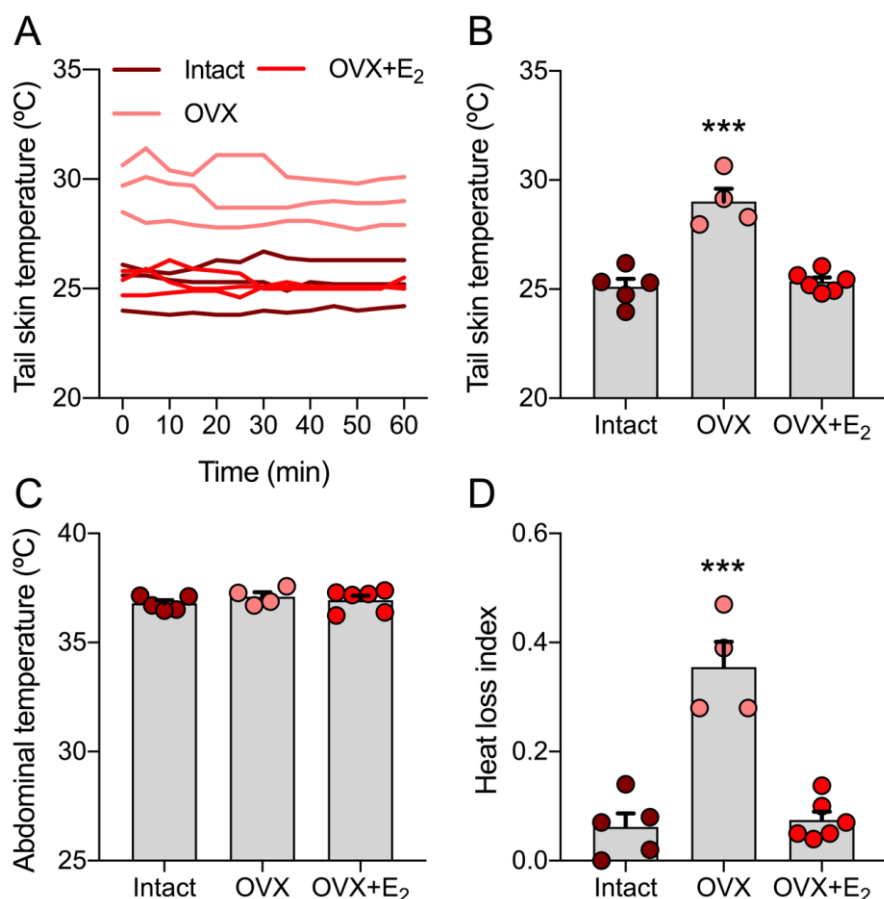 A
Intact
OVX+E₂
OVX
Tail skin temperature (ºC)
35
30
25
20
0 10 20 30 40 50 60
Time (min)
B
Tail skin temperature (ºC)
35
30
25
20
***
Intact OVX OVX+E₂
C
Abdominal temperature (ºC)
40
35
30
25
Intact OVX OVX+E₂
D
Heat loss index
0.6
0.4
0.2
0.0
***
Intact OVX OVX+E₂